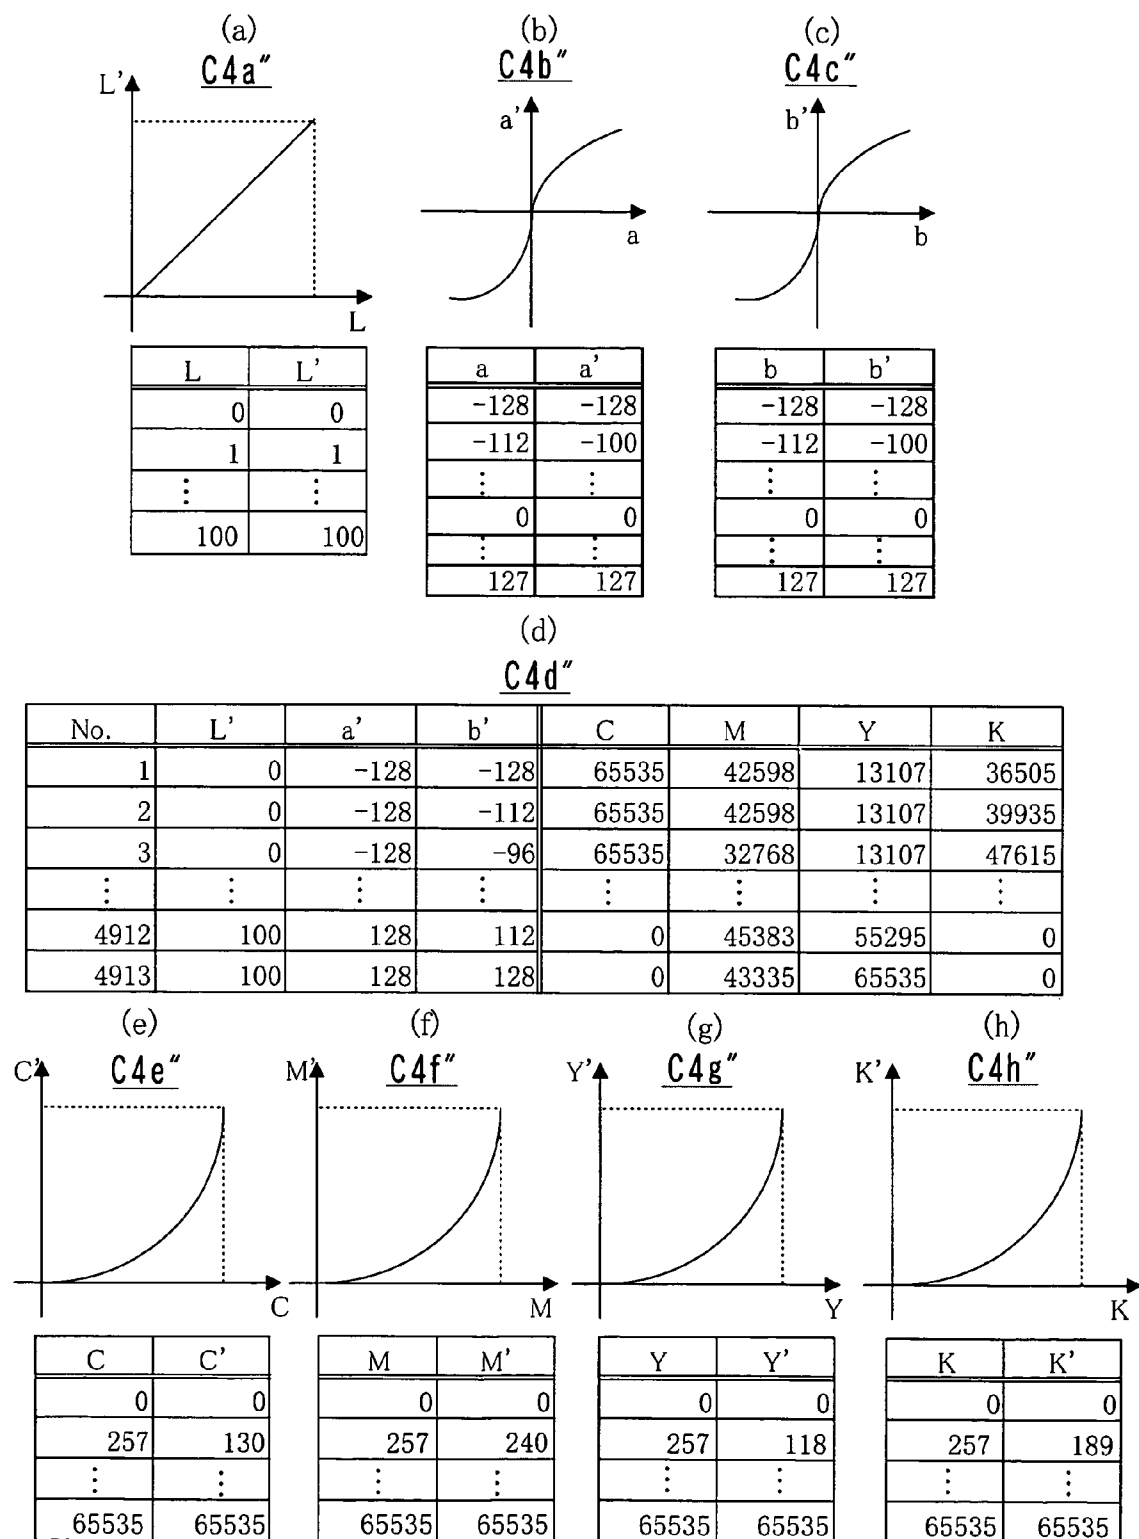 (a) (b) (c)
C4a″ C4b″ C4c″
L' a' b'
L a b
L L'
0 0
1 1
⋮ ⋮
100 100
a a'
-128 -128
-112 -100
⋮ ⋮
0 0
⋮ ⋮
127 127
b b'
-128 -128
-112 -100
⋮ ⋮
0 0
⋮ ⋮
127 127
(d)
C4d″
No. L' a' b' C M Y K
1 0 -128 -128 65535 42598 13107 36505
2 0 -128 -112 65535 42598 13107 39935
3 0 -128 -96 65535 32768 13107 47615
⋮ ⋮ ⋮ ⋮ ⋮ ⋮ ⋮ ⋮
4912 100 128 112 0 45383 55295 0
4913 100 128 128 0 43335 65535 0
(e) (f) (g) (h)
C' C4e″ M' C4f″ Y' C4g″ K' C4h″
C M Y K
C C'
0 0
257 130
⋮ ⋮
65535 65535
M M'
0 0
257 240
⋮ ⋮
65535 65535
Y Y'
0 0
257 118
⋮ ⋮
65535 65535
K K'
0 0
257 189
⋮ ⋮
65535 65535